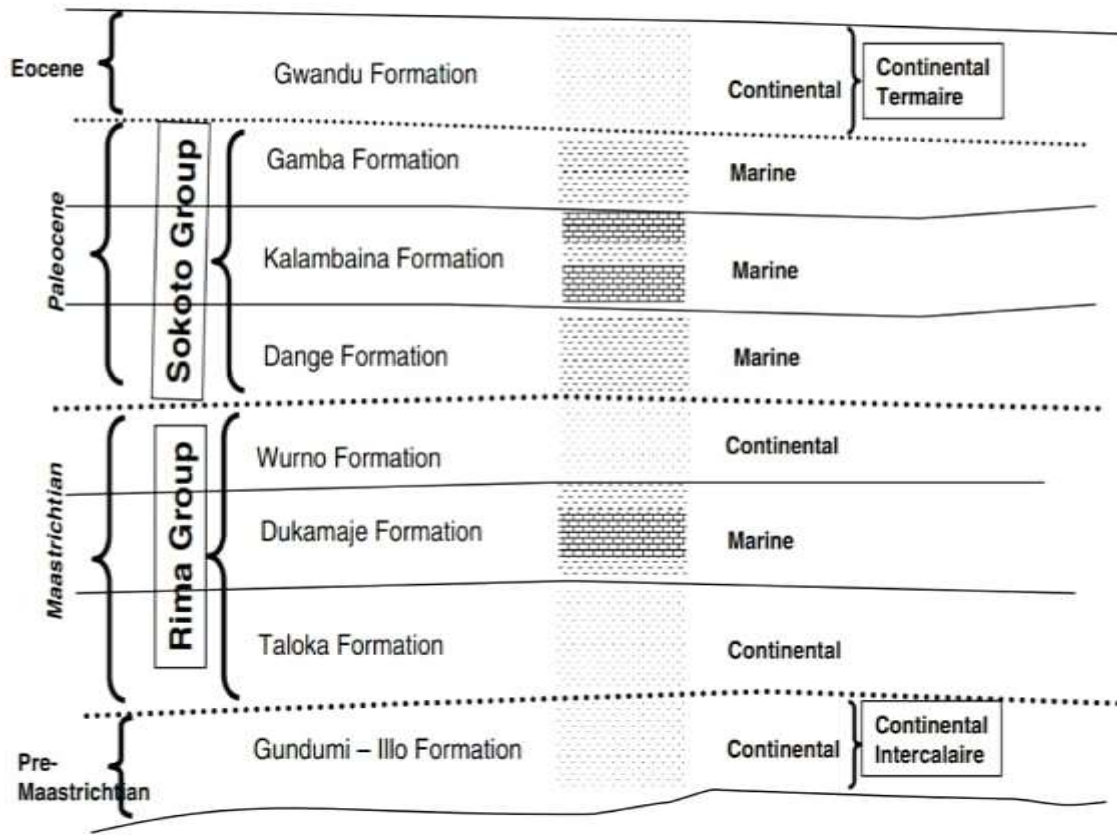 Eocene
Gwandu Formation
Continental
Continental
Termaire
Paleocene
Sokoto Group
Gamba Formation
Marine
Kalambaina Formation
Marine
Dange Formation
Marine
Maastrichtian
Rima Group
Wurno Formation
Continental
Dukamaje Formation
Marine
Taloka Formation
Continental
Pre-
Maastrichtian
Gundumi – Illo Formation
Continental
Continental
Intercalaire